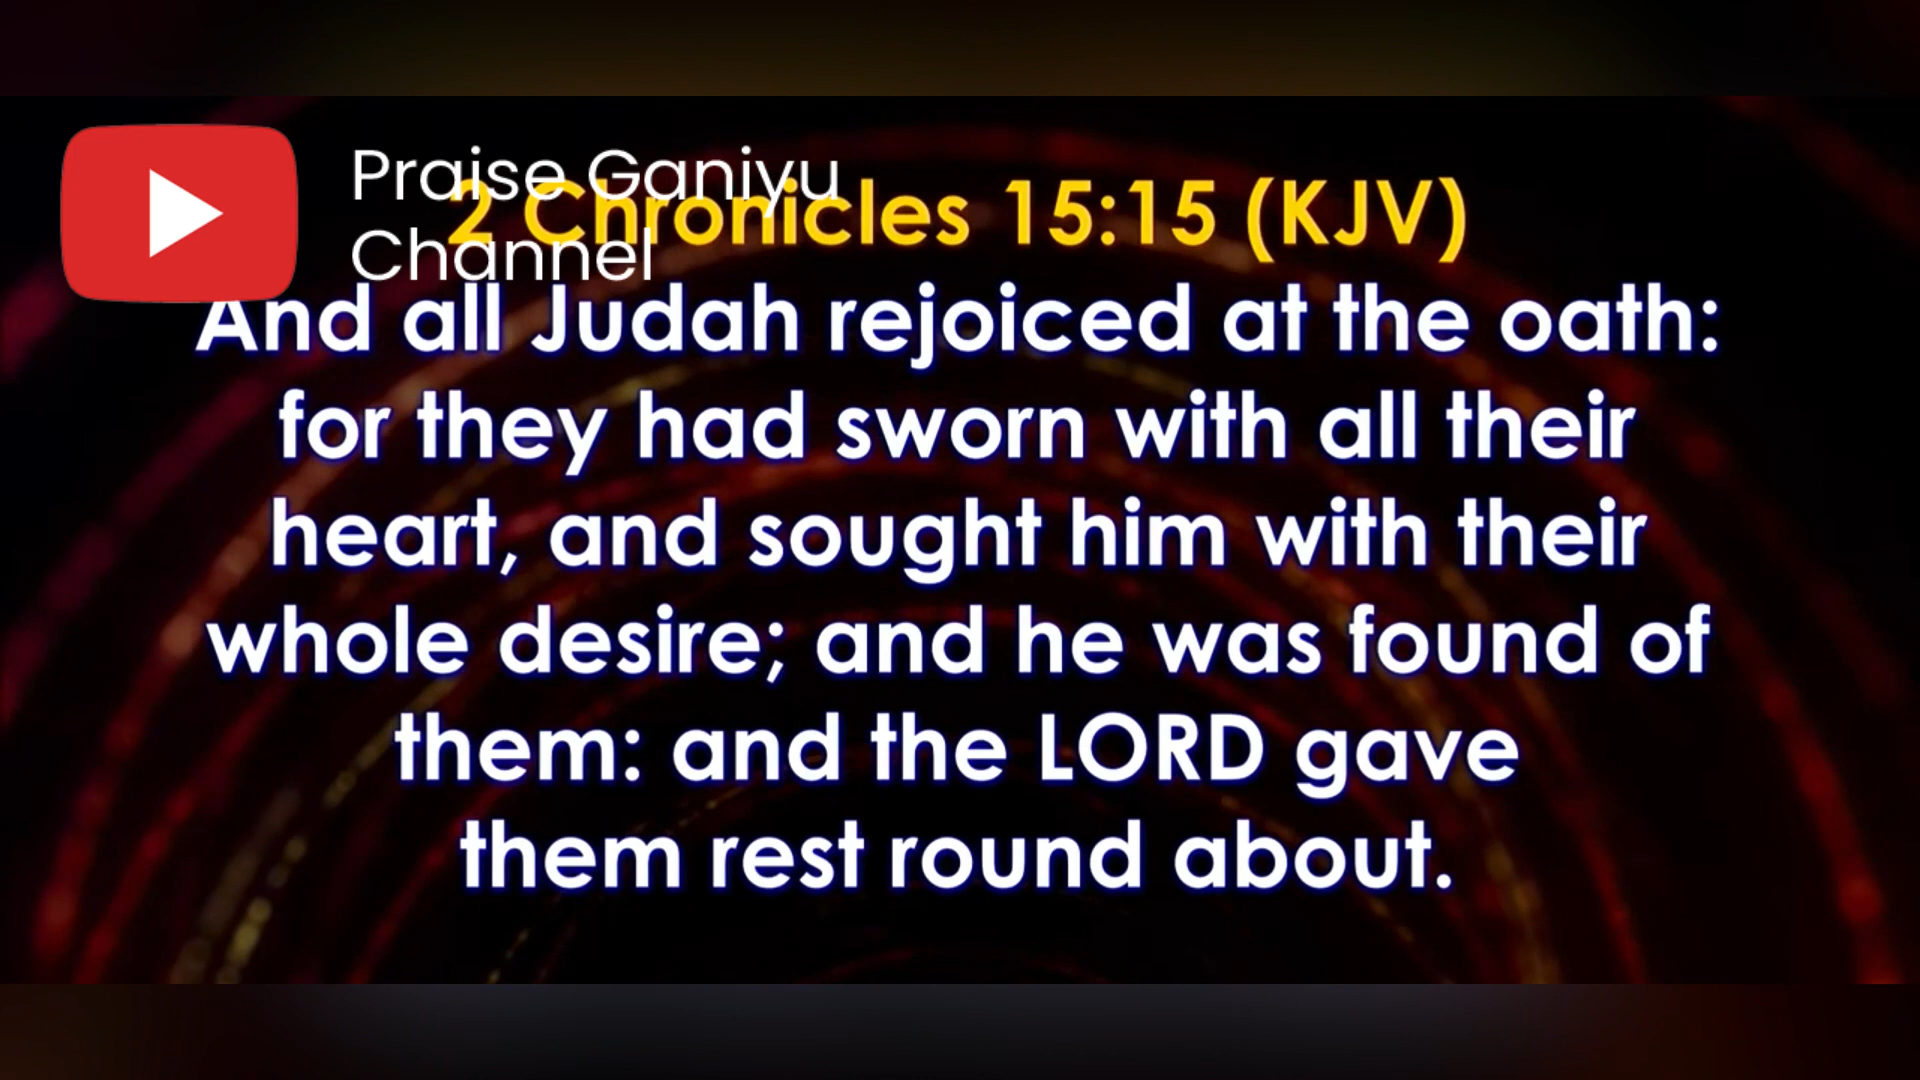 Praise Ganiyu
Channel
2 Chronicles 15:15 (KJV)
And all Judah rejoiced at the oath:
for they had sworn with all their
heart, and sought him with their
whole desire; and he was found of
them: and the LORD gave
them rest round about.